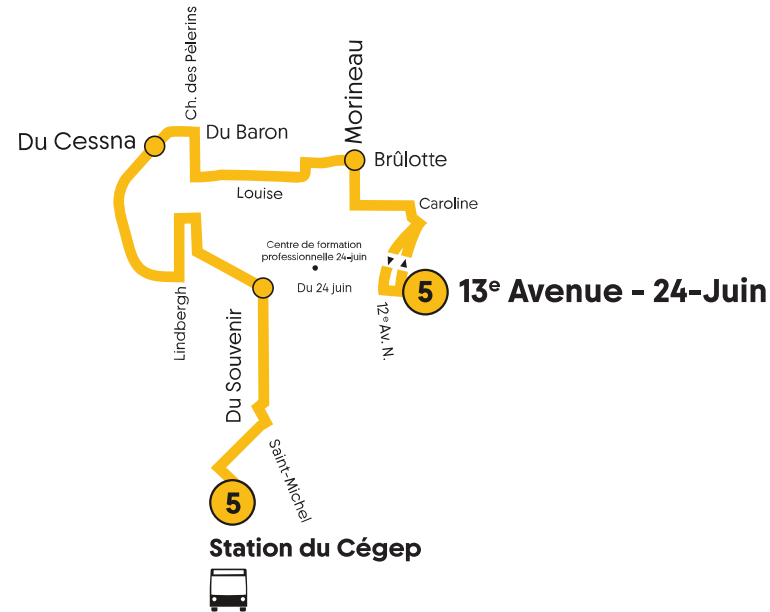 Ch. des Pèlerins
Morineau
Du Cessna
Du Baron
Brûlotte
Louise
Caroline
Centre de formation
professionnelle 24-juin
Du 24 juin
5
13e Avenue - 24-Juin
12e Av. N.
Lindbergh
Du Souvenir
Saint-Michel
5
Station du Cégep